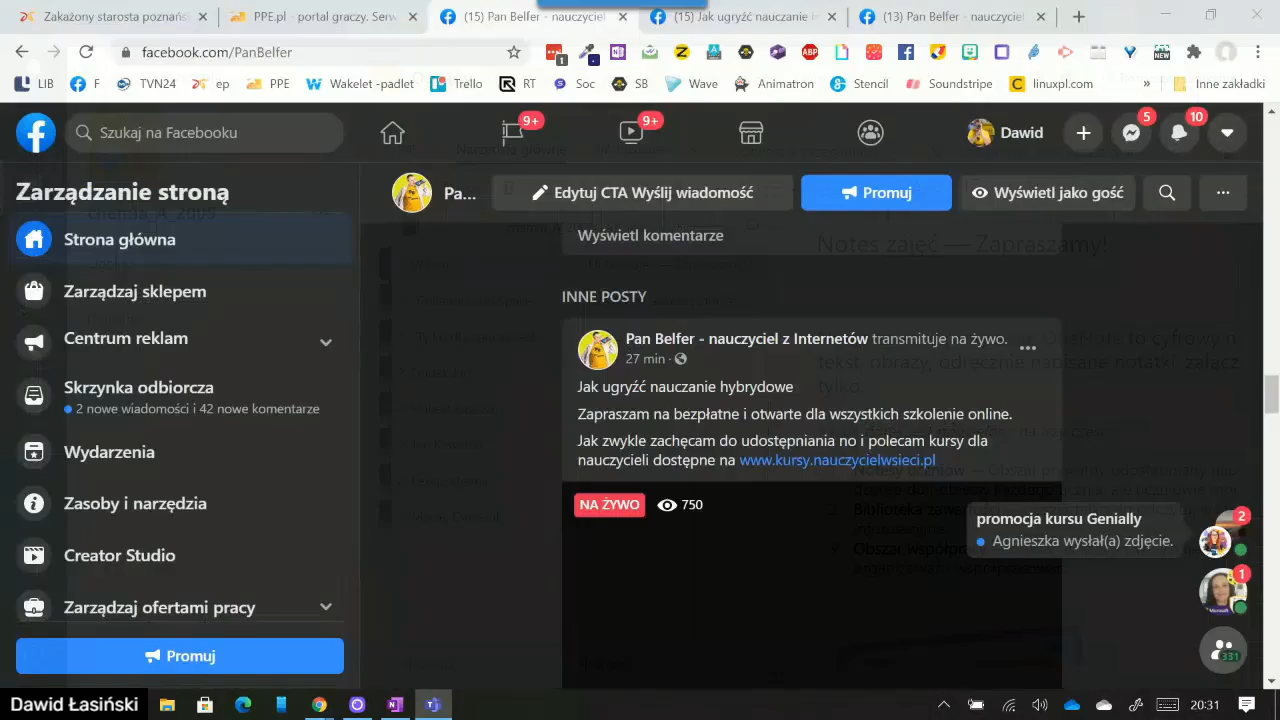 Zakażony starosta poznańs
PPE.pl - portal graczy. Serw
(15) Pan Belfer - nauczyciel
(15) Jak ugryźć nauczanie
(13) Pan Belfer - nauczyciel
facebook.com/PanBelfer
1
ABP
NEW
LIB
F
TVN24
ep
PPE
Wakelet -padlet
Trello
RT
Soc
SB
Wave
Animatron
Stencil
Soundstripe
linuxpl.com
»
Inne zakładki
Szukaj na Facebooku
9+
9+
Dawid
5
10
Zarządzanie stroną
Pa...
Edytuj CTA Wyślij wiadomość
Promuj
Wyświetl jako gość
Strona główna
Wyświetl komentarze
Notes zajęć — Zapraszamy!
Zarządzaj sklepem
INNE POSTY
Centrum reklam
Pan Belfer - nauczyciel z Internetów transmituje na żywo.
27 min ·
Skrzynka odbiorcza
2 nowe wiadomości i 42 nowe komentarze
Jak ugryźć nauczanie hybrydowe
Zapraszam na bezpłatne i otwarte dla wszystkich szkolenie online.
Jak zwykle zachęcam do udostępniania no i polecam kursy dla
nauczycieli dostępne na www.kursy.nauczycielwsieci.pl
Wydarzenia
Zasoby i narzędzia
NA ŻYWO
750
promocja kursu Genially
Agnieszka wysłał(a) zdjęcie.
2
Creator Studio
1
Zarządzaj ofertami pracy
Promuj
331
Dawid Łasiński
20:31